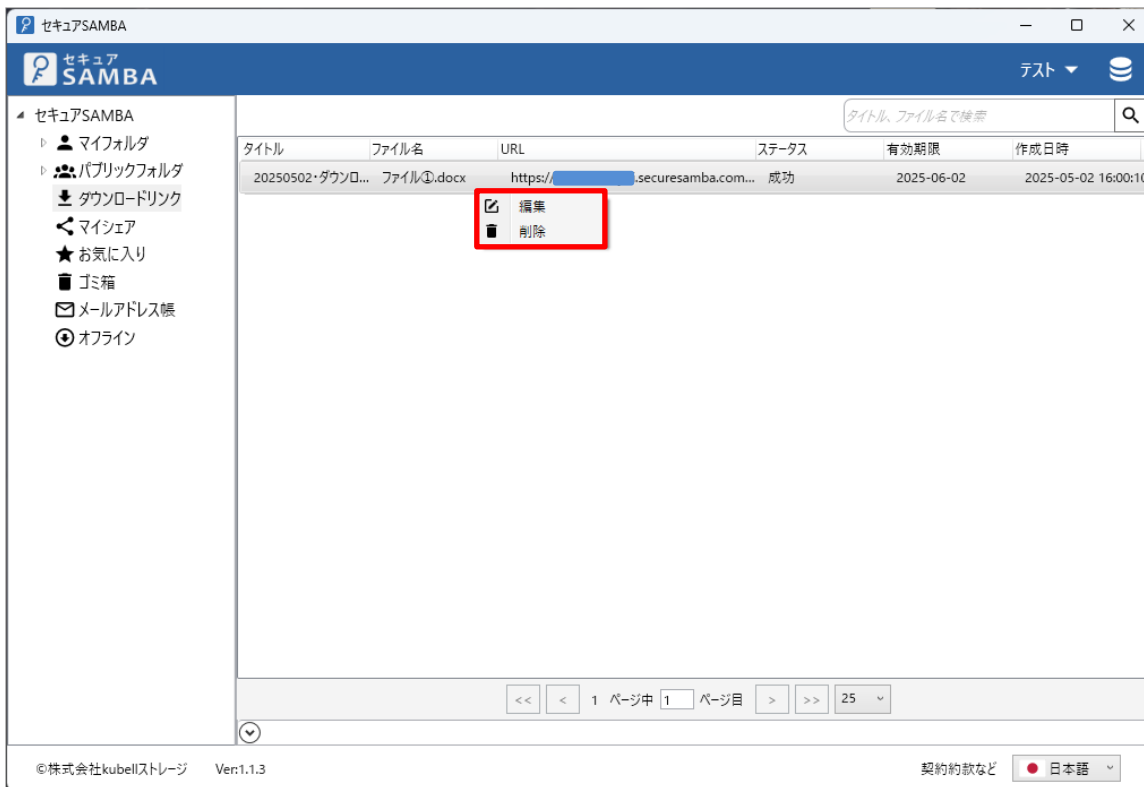 セキュアSAMBA
セキュア
SAMBA
テスト
セキュアSAMBA
マイフォルダ
パブリックフォルダ
ダウンロードリンク
マイシェア
お気に入り
ゴミ箱
メールアドレス帳
オフライン
タイトル、ファイル名で検索
タイトル ファイル名 URL ステータス 有効期限 作成日時
20250502・ダウンロ... ファイル①.docx https:// .securesamba.com... 成功 2025-06-02 2025-05-02 16:00:10
編集
削除
<< < 1 ページ中 1 ページ目 > >> 25
©株式会社kubellストレージ Ver:1.1.3 契約約款など 日本語